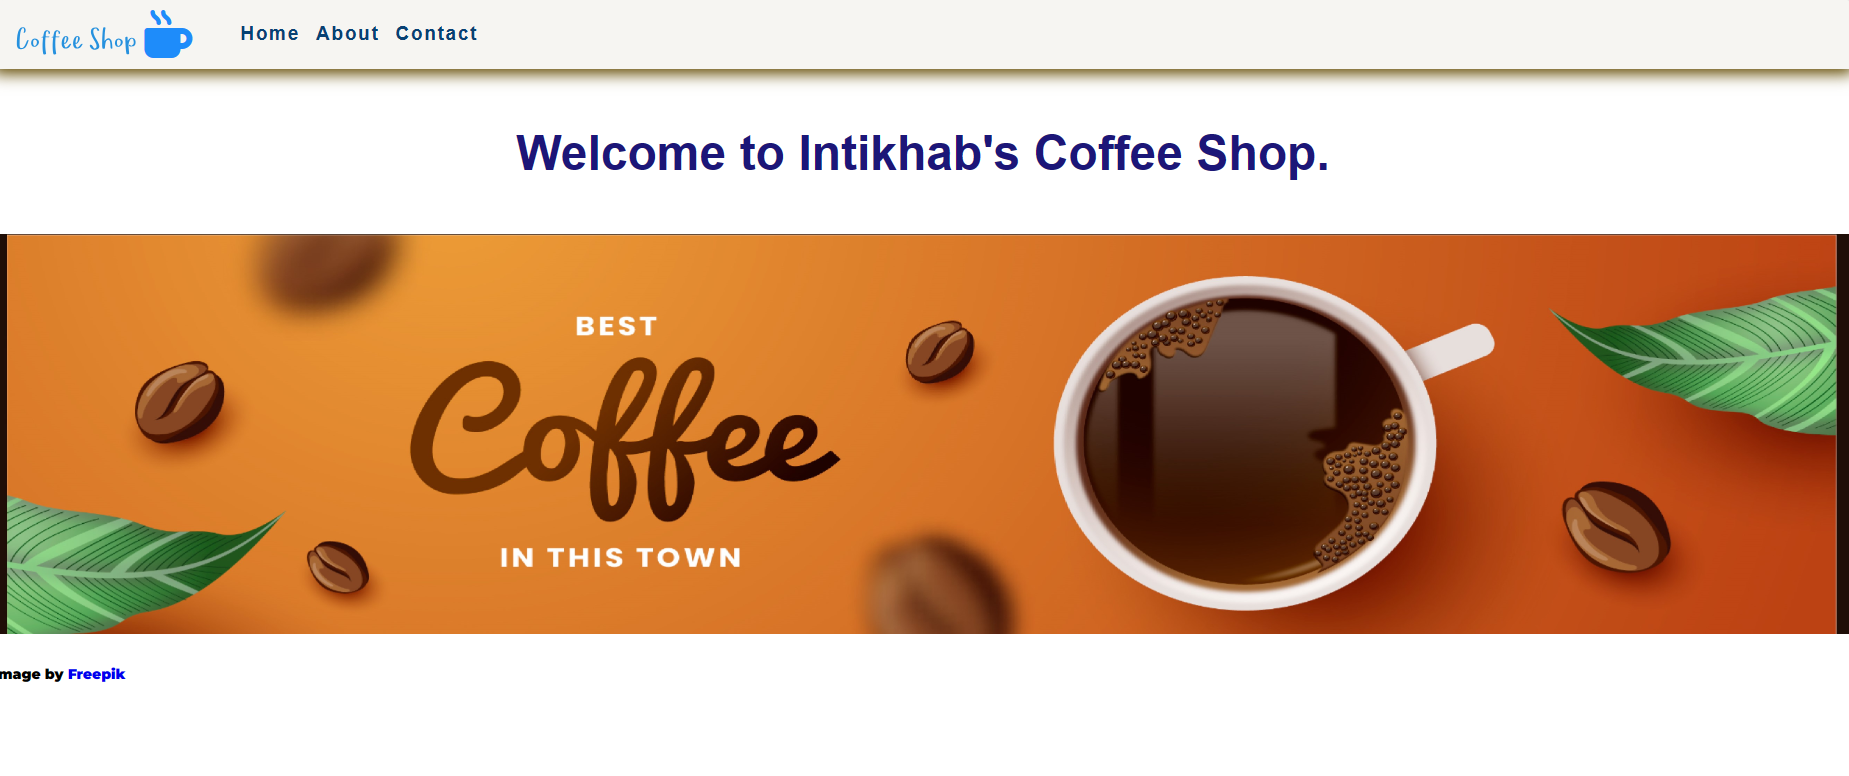 Coffee Shop
Home About Contact
Welcome to Intikhab's Coffee Shop.
BEST
Coffee
IN THIS TOWN
mage by Freepik